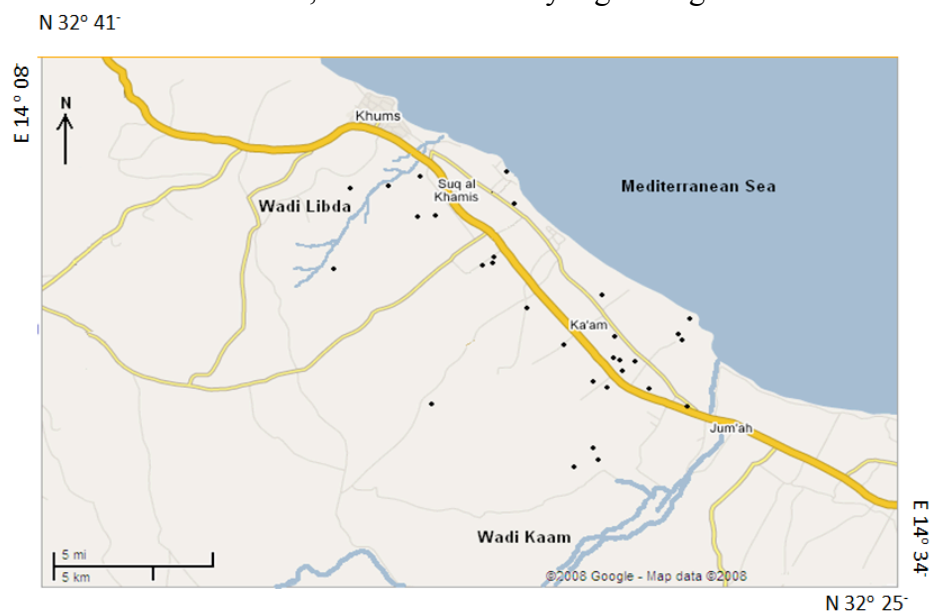 N 32° 41-
E 14° 08-
N
Khums
Mediterranean Sea
Suq al
Khamis
Wadi Libda
Ka'am
Jum'ah
Wadi Kaam
5 mi
5 km
©2008 Google - Map data ©2008
E 14° 34-
N 32° 25-